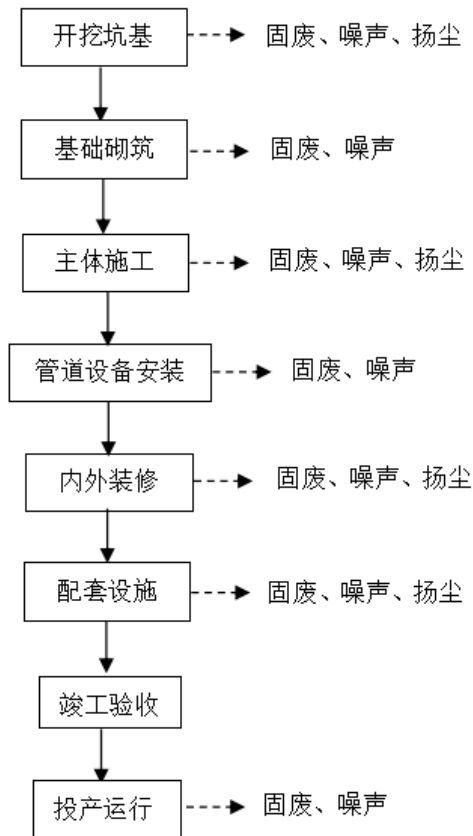 开挖坑基 固废、噪声、扬尘
基础砌筑 固废、噪声
主体施工 固废、噪声、扬尘
管道设备安装 固废、噪声
内外装修 固废、噪声、扬尘
配套设施 固废、噪声、扬尘
竣工验收
投产运行 固废、噪声